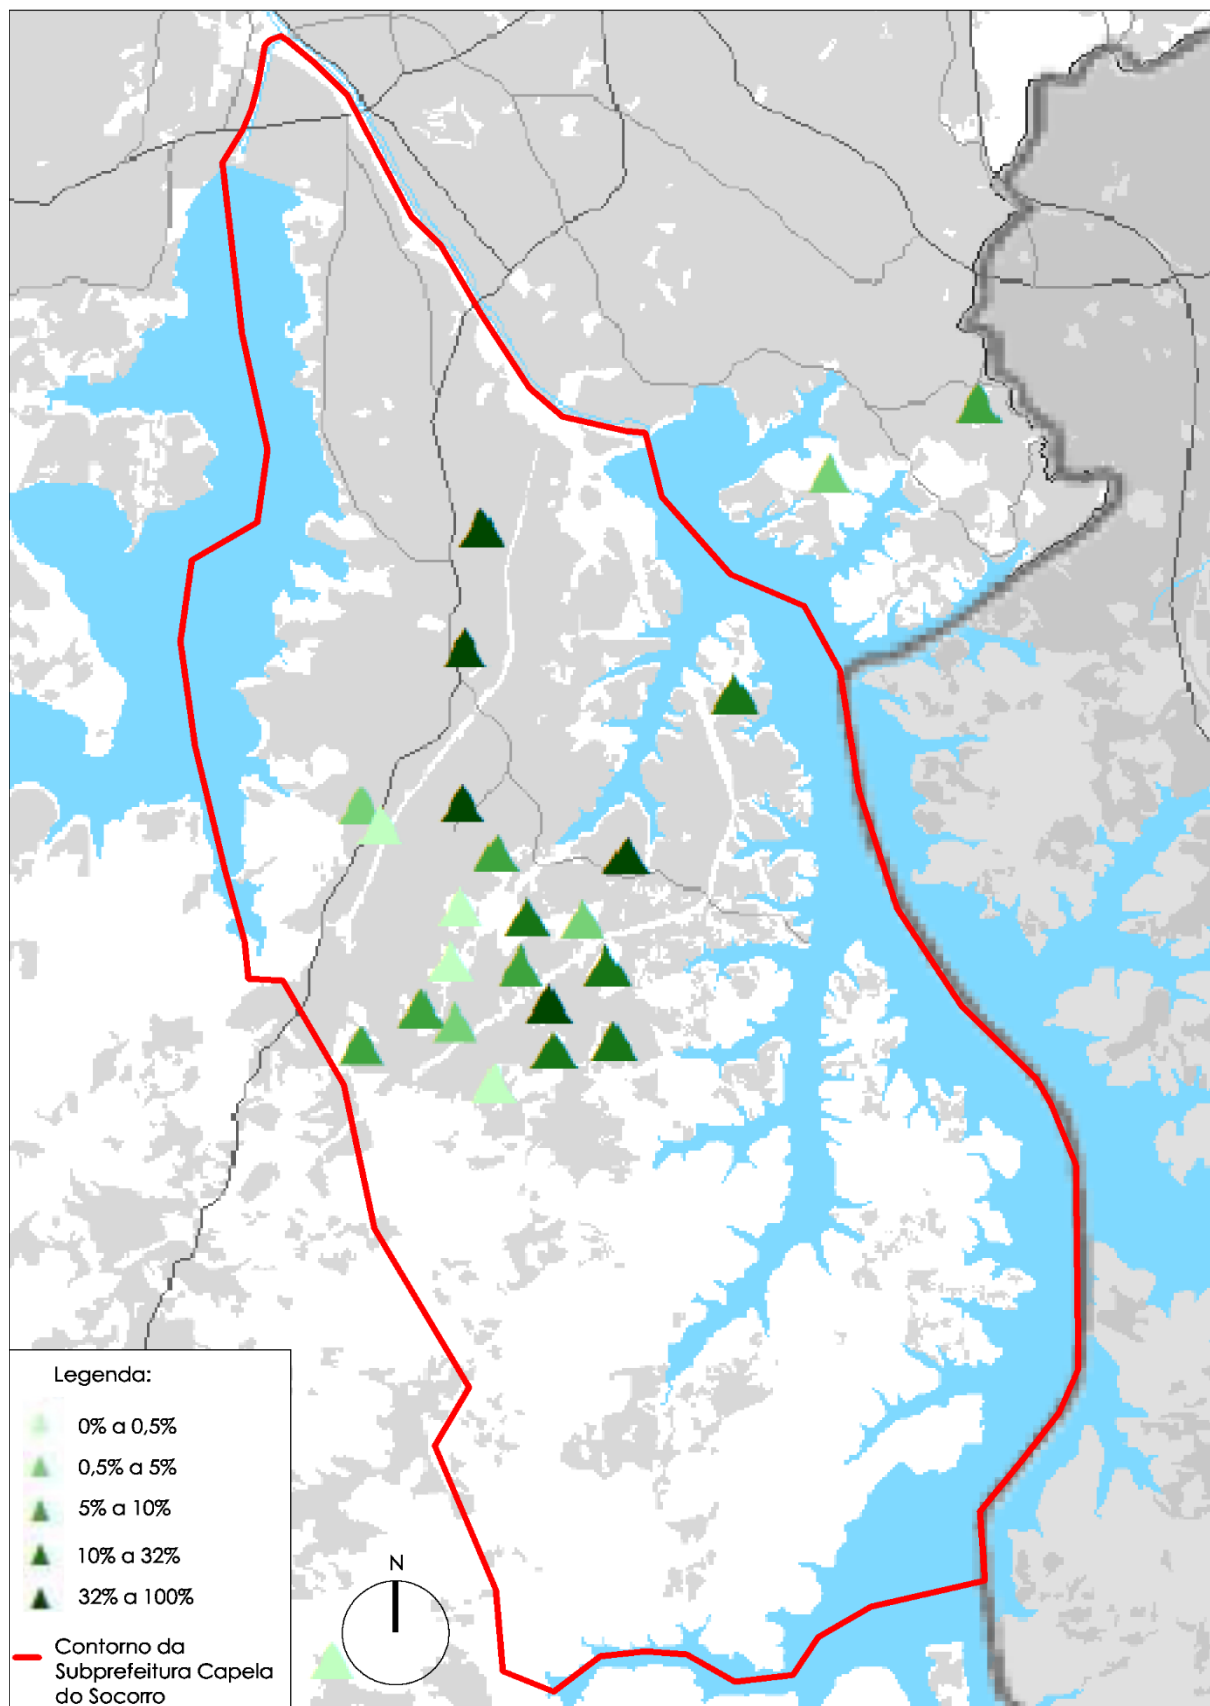 N
Legenda:
0% a 0,5%
0,5% a 5%
5% a 10%
10% a 32%
32% a 100%
Contorno da
Subprefeitura Capela
do Socorro